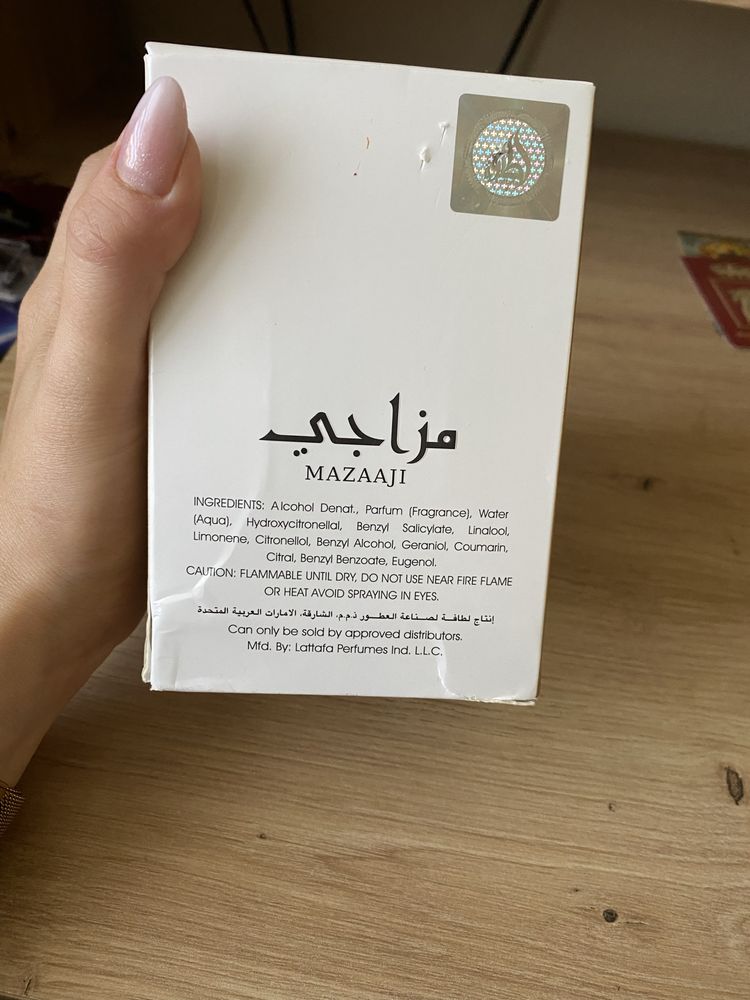 مزاجي
MAZAAJI
INGREDIENTS: Alcohol Denat., Parfum (Fragrance), Water
(Aqua), Hydroxycitronellal, Benzyl Salicylate, Linalool,
Limonene, Citronellol, Benzyl Alcohol, Geraniol, Coumarin,
Citral, Benzyl Benzoate, Eugenol.
CAUTION: FLAMMABLE UNTIL DRY, DO NOT USE NEAR FIRE FLAME
OR HEAT AVOID SPRAYING IN EYES.
إنتاج لطافة لصناعة العطور ذ.م.م، الشارقة، الامارات العربية المتحدة
Can only be sold by approved distributors.
Mfd. By: Lattafa Perfumes Ind. L.L.C.